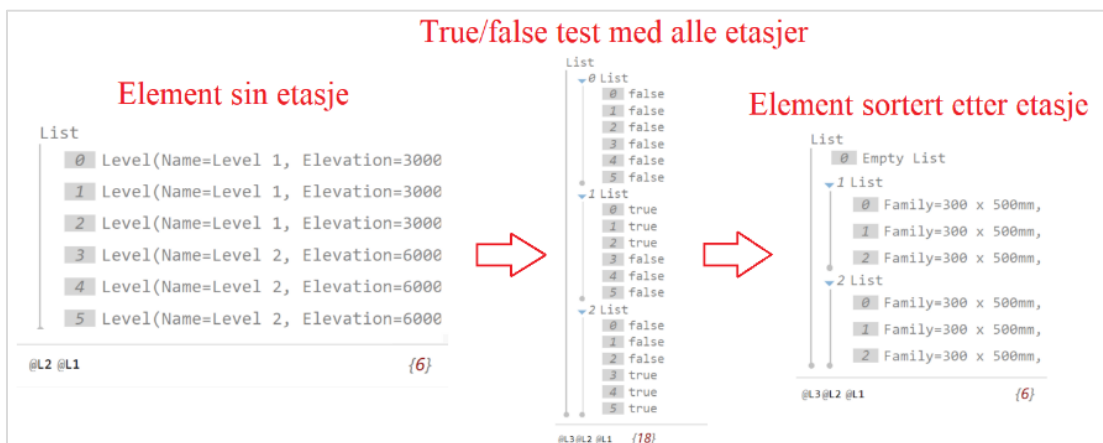 True/false test med alle etasjer
Element sin etasje
List
0 Level(Name=Level 1, Elevation=3000
1 Level(Name=Level 1, Elevation=3000
2 Level(Name=Level 1, Elevation=3000
3 Level(Name=Level 2, Elevation=6000
4 Level(Name=Level 2, Elevation=6000
5 Level(Name=Level 2, Elevation=6000
@L2 @L1 {6}
List
0 List
0 false
1 false
2 false
3 false
4 false
5 false
1 List
0 true
1 true
2 true
3 false
4 false
5 false
2 List
0 false
1 false
2 false
3 true
4 true
5 true
@L3 @L2 @L1 {18}
Element sortert etter etasje
List
0 Empty List
1 List
0 Family=300 x 500mm,
1 Family=300 x 500mm,
2 Family=300 x 500mm,
2 List
0 Family=300 x 500mm,
1 Family=300 x 500mm,
2 Family=300 x 500mm,
@L3 @L2 @L1 {6}